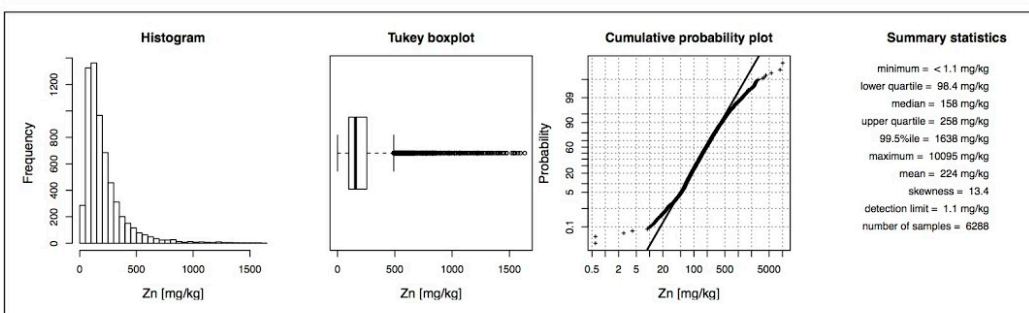 Histogram
Frequency
0 200 400 600 800 1200
0 500 1000 1500
Zn [mg/kg]
Tukey boxplot
0 500 1000 1500
Zn [mg/kg]
Cumulative probability plot
Probability
0.1 5 20 60 90 99
0.5 2 5 20 100 500 5000
Zn [mg/kg]
Summary statistics
minimum = < 1.1 mg/kg
lower quartile = 98.4 mg/kg
median = 158 mg/kg
upper quartile = 258 mg/kg
99.5%ile = 1638 mg/kg
maximum = 10095 mg/kg
mean = 224 mg/kg
skewness = 13.4
detection limit = 1.1 mg/kg
number of samples = 6288